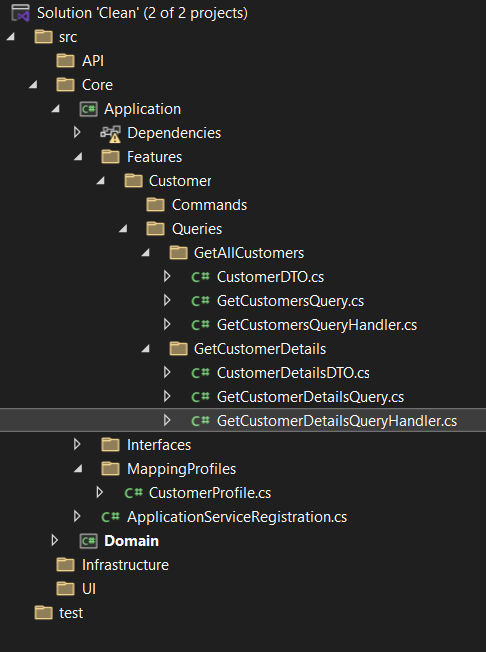 Solution 'Clean' (2 of 2 projects)
src
API
Core
C# Application
Dependencies
Features
Customer
Commands
Queries
GetAllCustomers
C# CustomerDTO.cs
C# GetCustomersQuery.cs
C# GetCustomersQueryHandler.cs
GetCustomerDetails
C# CustomerDetailsDTO.cs
C# GetCustomerDetailsQuery.cs
C# GetCustomerDetailsQueryHandler.cs
Interfaces
MappingProfiles
C# CustomerProfile.cs
C# ApplicationServiceRegistration.cs
C# Domain
Infrastructure
UI
test